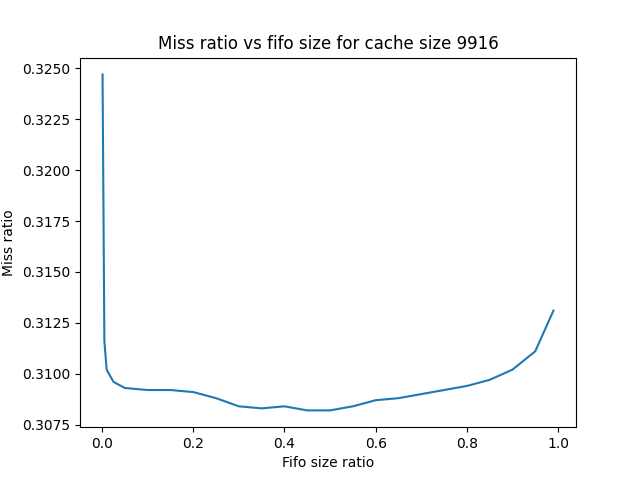 Miss ratio vs fifo size for cache size 9916
0.3250
0.3225
0.3200
0.3175
0.3150
0.3125
0.3100
0.3075
Miss ratio
0.0 0.2 0.4 0.6 0.8 1.0
Fifo size ratio